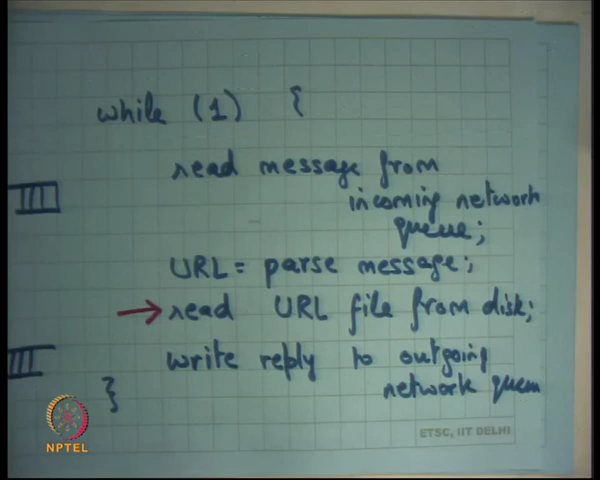 while (1) {
read message from
incoming network
queue;
URL = parse message;
read URL file from disk;
write reply to outgoing
network queue
}
NPTEL
ETSC, IIT DELHI